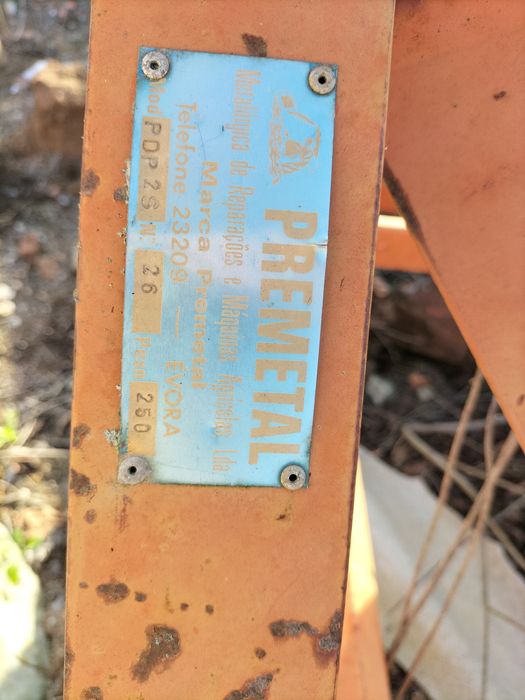 PREMETAL
Metalúrgica de Reparações e Máquinas Agrícolas Lda
Marca Premetal
Telefone 23209 — ÉVORA
Mod PDP 2S Nº 26 Peso 250